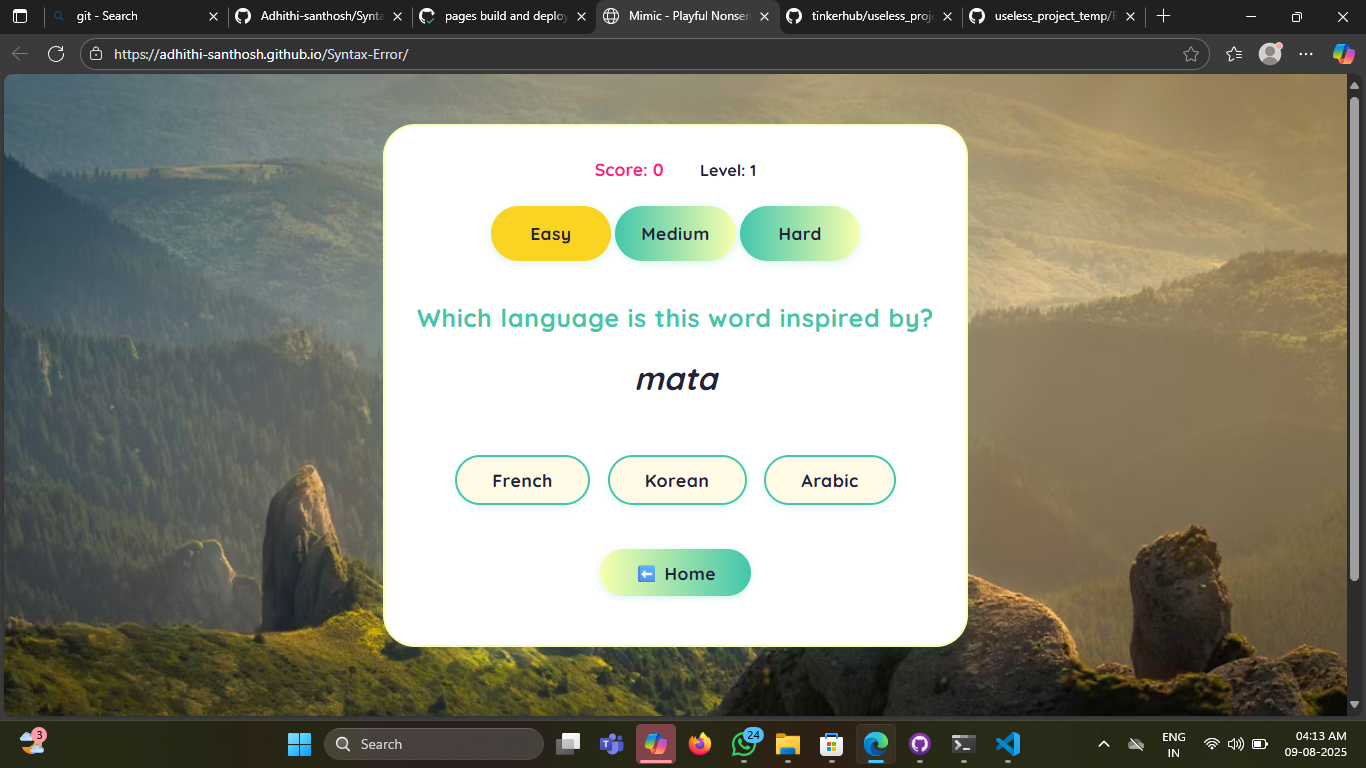 git - Search
Adhithi-santhosh/Synta
pages build and deploy
Mimic - Playful Nonsen
tinkerhub/useless_proj
useless_project_temp/R
https://adhithi-santhosh.github.io/Syntax-Error/
Score: 0 Level: 1
Easy Medium Hard
Which language is this word inspired by?
mata
French Korean Arabic
Home
3
Search
24
ENG
IN
04:13 AM
09-08-2025